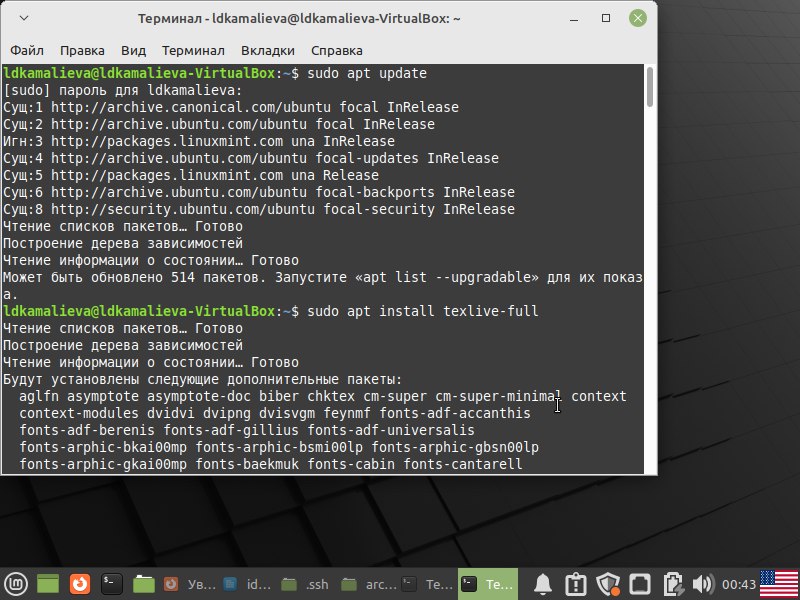 Терминал - ldkamalieva@ldkamalieva-VirtualBox: ~
Файл Правка Вид Терминал Вкладки Справка
ldkamalieva@ldkamalieva-VirtualBox:~$ sudo apt update
[sudo] пароль для ldkamalieva:
Сущ:1 http://archive.canonical.com/ubuntu focal InRelease
Сущ:2 http://archive.ubuntu.com/ubuntu focal InRelease
Игн:3 http://packages.linuxmint.com una InRelease
Сущ:4 http://archive.ubuntu.com/ubuntu focal-updates InRelease
Сущ:5 http://packages.linuxmint.com una Release
Сущ:6 http://archive.ubuntu.com/ubuntu focal-backports InRelease
Сущ:8 http://security.ubuntu.com/ubuntu focal-security InRelease
Чтение списков пакетов… Готово
Построение дерева зависимостей
Чтение информации о состоянии… Готово
Может быть обновлено 514 пакетов. Запустите «apt list --upgradable» для их показ
а.
ldkamalieva@ldkamalieva-VirtualBox:~$ sudo apt install texlive-full
Чтение списков пакетов… Готово
Построение дерева зависимостей
Чтение информации о состоянии… Готово
Будут установлены следующие дополнительные пакеты:
aglfn asymptote asymptote-doc biber chktex cm-super cm-super-minimal context
context-modules dvidvi dvipng dvisvgm feynmf fonts-adf-accanthis
fonts-adf-berenis fonts-adf-gillius fonts-adf-universalis
fonts-arphic-bkai00mp fonts-arphic-bsmi00lp fonts-arphic-gbsn00lp
fonts-arphic-gkai00mp fonts-baekmuk fonts-cabin fonts-cantarell
Ув... id... .ssh arc... Те... Те... 00:43